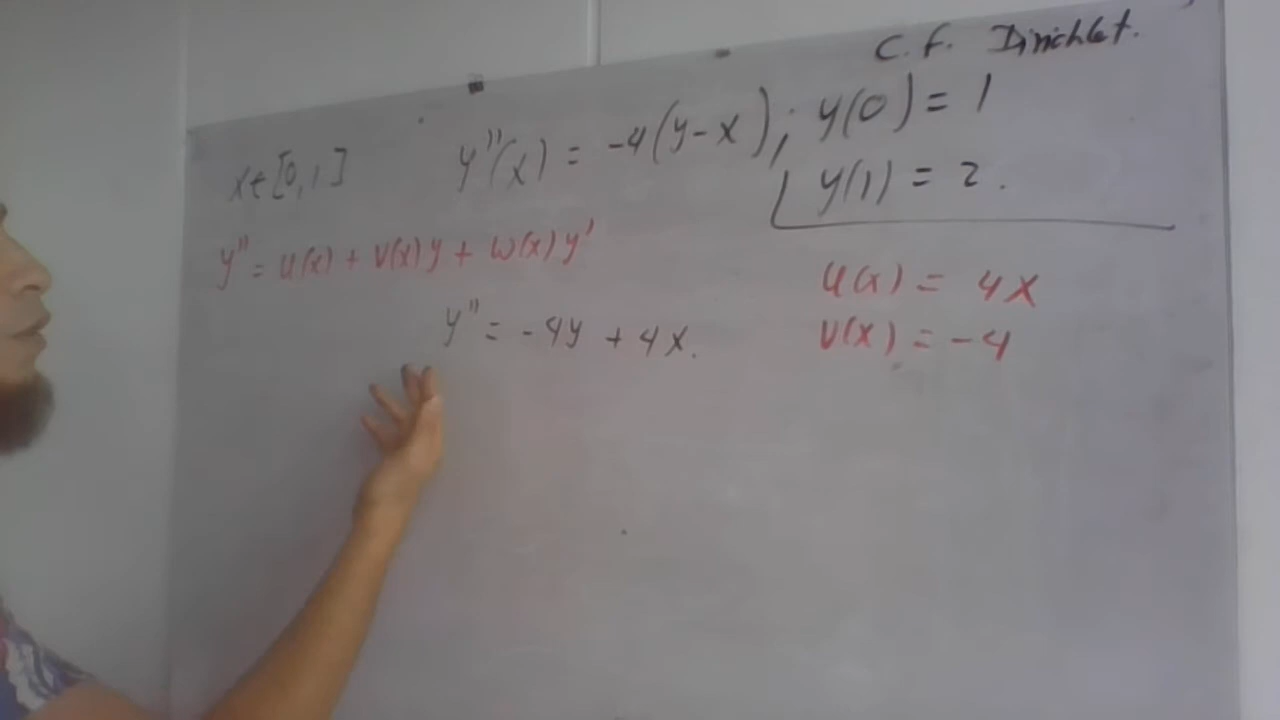 C.F. Dirichlet.
x ∈ [0,1] y''(x) = -4(y-x); y(0) = 1
y(1) = 2.
y'' = u(x) + v(x)y + w(x)y'
u(x) = 4x
y'' = -4y + 4x.
v(x) = -4